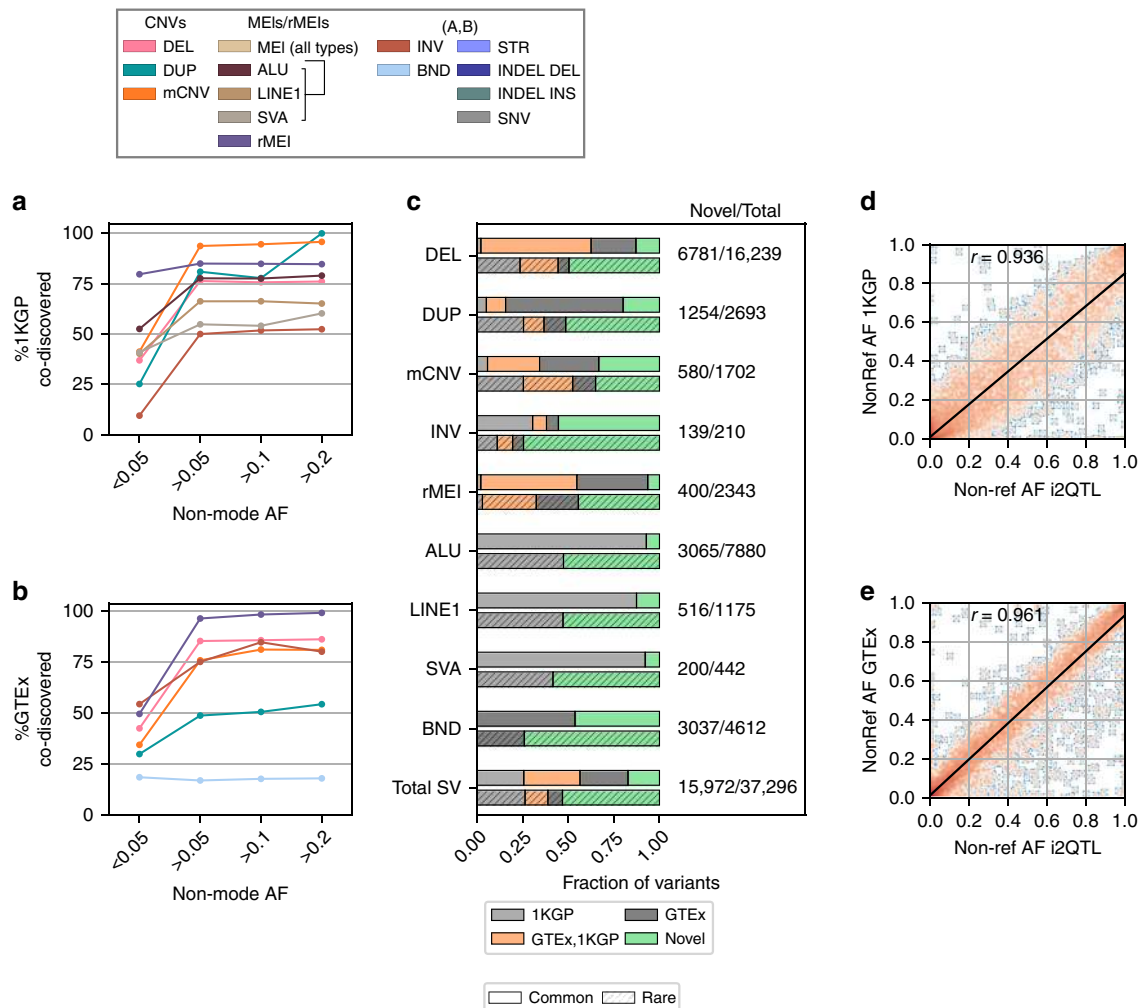 CNVs MEIs/rMEIs (A,B)
DEL MEI (all types) INV STR
DUP ALU BND INDEL DEL
mCNV LINE1 INDEL INS
SVA SNV
rMEI
a
100
75
50
25
0
%1KGP
co-discovered
<0.05 >0.05 >0.1 >0.2
Non-mode AF
b
100
75
50
25
0
%GTEx
co-discovered
<0.05 >0.05 >0.1 >0.2
Non-mode AF
c
Novel/Total
DEL 6781/16,239
DUP 1254/2693
mCNV 580/1702
INV 139/210
rMEI 400/2343
ALU 3065/7880
LINE1 516/1175
SVA 200/442
BND 3037/4612
Total SV 15,972/37,296
0.00 0.25 0.50 0.75 1.00
Fraction of variants
1KGP GTEx
GTEx,1KGP Novel
Common Rare
d
r = 0.936
1.0
0.8
0.6
0.4
0.2
0.0
NonRef AF 1KGP
0.0 0.2 0.4 0.6 0.8 1.0
Non-ref AF i2QTL
e
r = 0.961
1.0
0.8
0.6
0.4
0.2
0.0
NonRef AF GTEx
0.0 0.2 0.4 0.6 0.8 1.0
Non-ref AF i2QTL